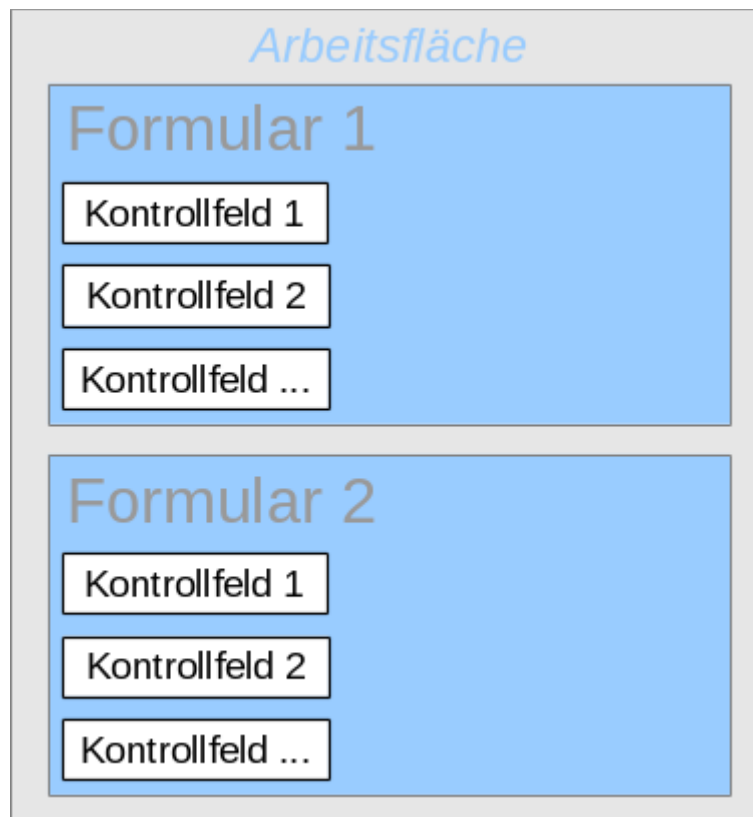 Arbeitsfläche
Formular 1
Kontrollfeld 1
Kontrollfeld 2
Kontrollfeld ...
Formular 2
Kontrollfeld 1
Kontrollfeld 2
Kontrollfeld ...